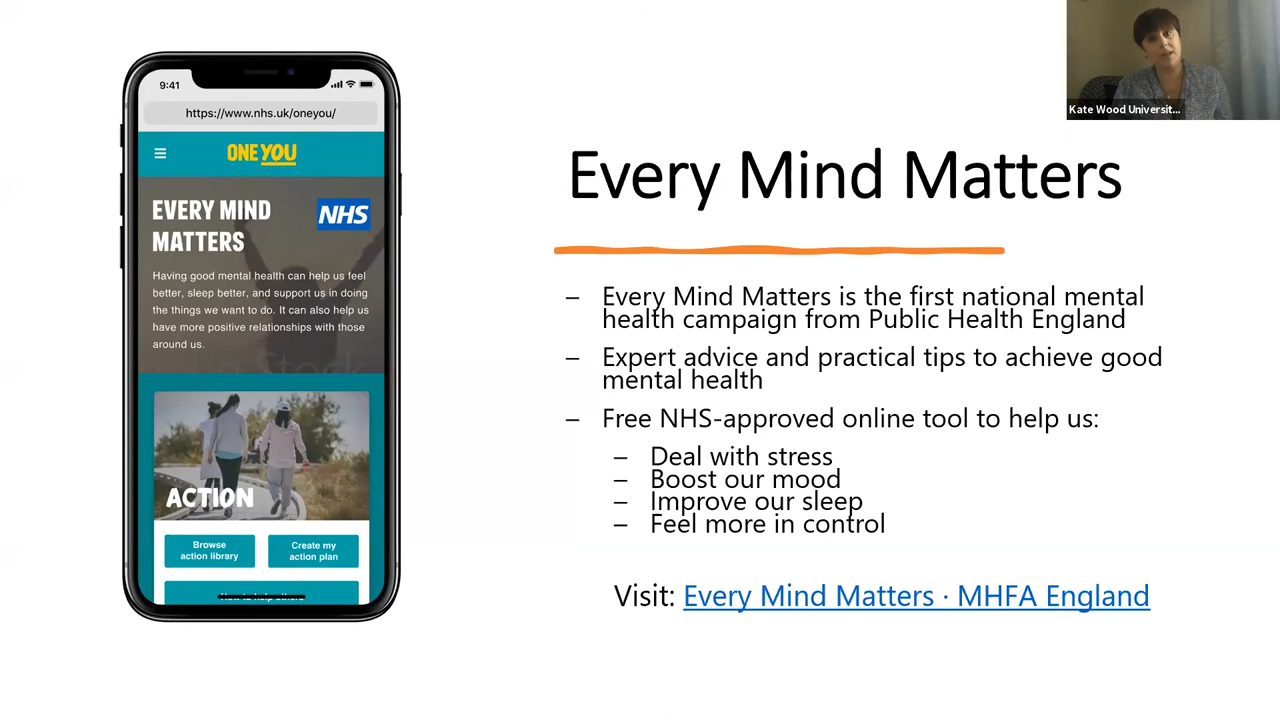 9:41
https://www.nhs.uk/oneyou/
ONE YOU
EVERY MIND
MATTERS
NHS
Having good mental health can help us feel
better, sleep better, and support us in doing
the things we want to do. It can also help us
have more positive relationships with those
around us.
ACTION
Browse
action library
Create my
action plan
How to help others
Kate Wood Universit...
Every Mind Matters
– Every Mind Matters is the first national mental
health campaign from Public Health England
– Expert advice and practical tips to achieve good
mental health
– Free NHS-approved online tool to help us:
– Deal with stress
– Boost our mood
– Improve our sleep
– Feel more in control
Visit: Every Mind Matters · MHFA England